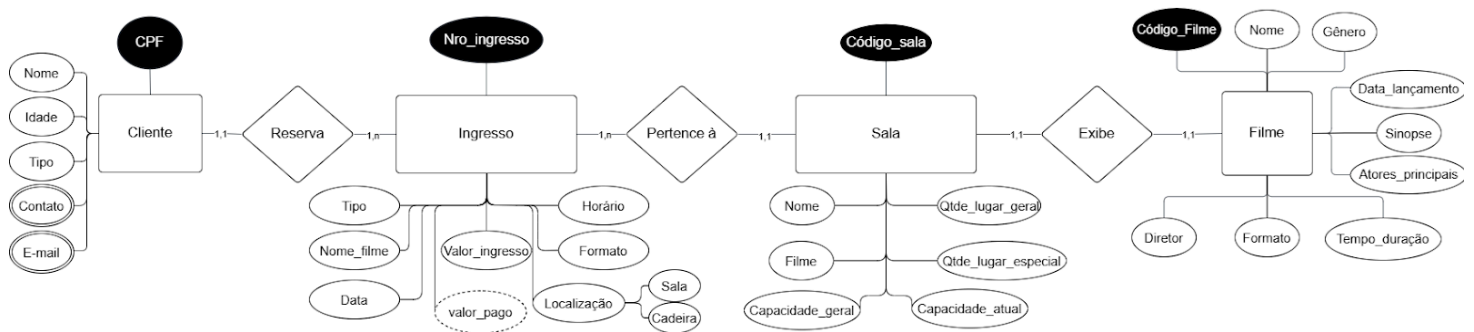 CPF
Nome
Idade
Tipo
Contato
E-mail
Cliente
1,1
Reserva
1,n
Nro_ingresso
Ingresso
Tipo
Nome_filme
Data
Valor_ingresso
valor_pago
Horário
Formato
Localização
Sala
Cadeira
1,n
Pertence à
1,1
Código_sala
Sala
Nome
Filme
Capacidade_geral
Qtde_lugar_geral
Qtde_lugar_especial
Capacidade_atual
1,1
Exibe
1,1
Código_Filme
Nome
Gênero
Filme
Data_lançamento
Sinopse
Atores_principais
Diretor
Formato
Tempo_duração